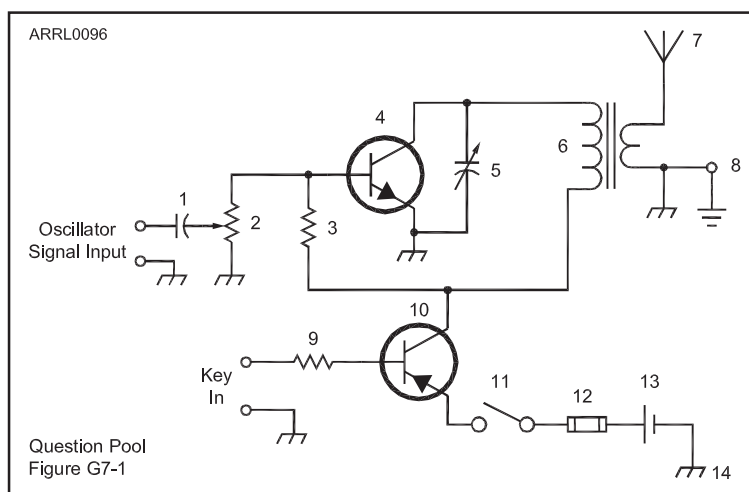 ARRL0096
7
4
6
5
8
1
2
3
Oscillator
Signal Input
10
9
Key
In
11
12
13
14
Question Pool
Figure G7-1